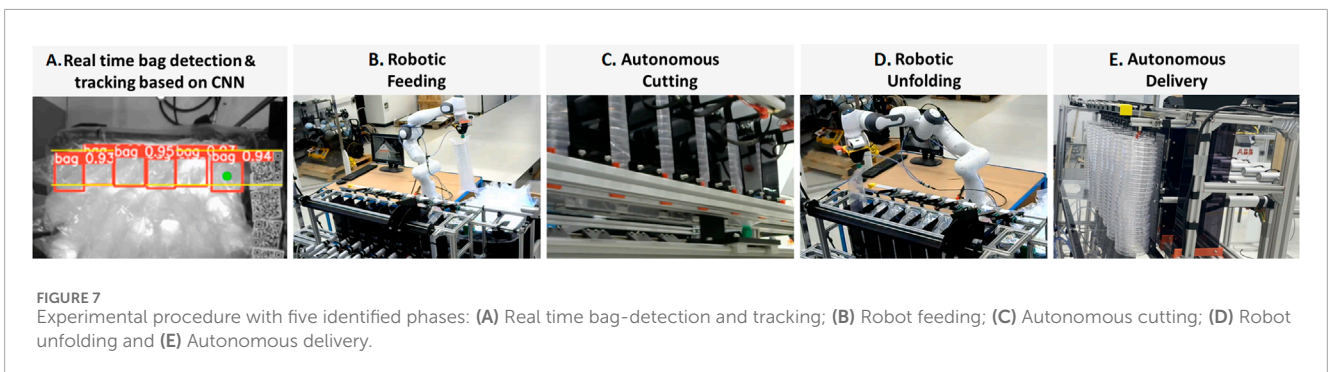 A. Real time bag detection &
tracking based on CNN
B. Robotic
Feeding
C. Autonomous
Cutting
D. Robotic
Unfolding
E. Autonomous
Delivery
bag 0.93
bag 0.95
bag 0.94
ABB
FIGURE 7
Experimental procedure with five identified phases: (A) Real time bag-detection and tracking; (B) Robot feeding; (C) Autonomous cutting; (D) Robot
unfolding and (E) Autonomous delivery.